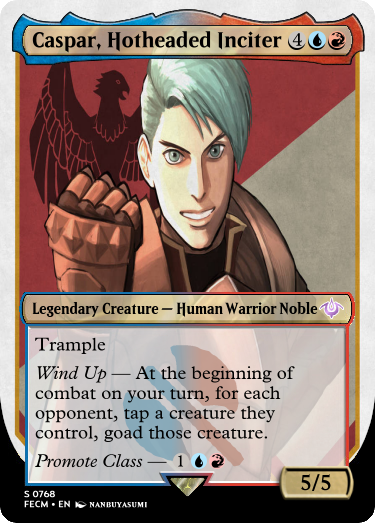 Caspar, Hotheaded Inciter 4
Legendary Creature — Human Warrior Noble
Trample
Wind Up — At the beginning of
combat on your turn, for each
opponent, tap a creature they
control, goad those creature.
Promote Class — 1
5/5
S 0768
FECM • EN NANBUYASUMI